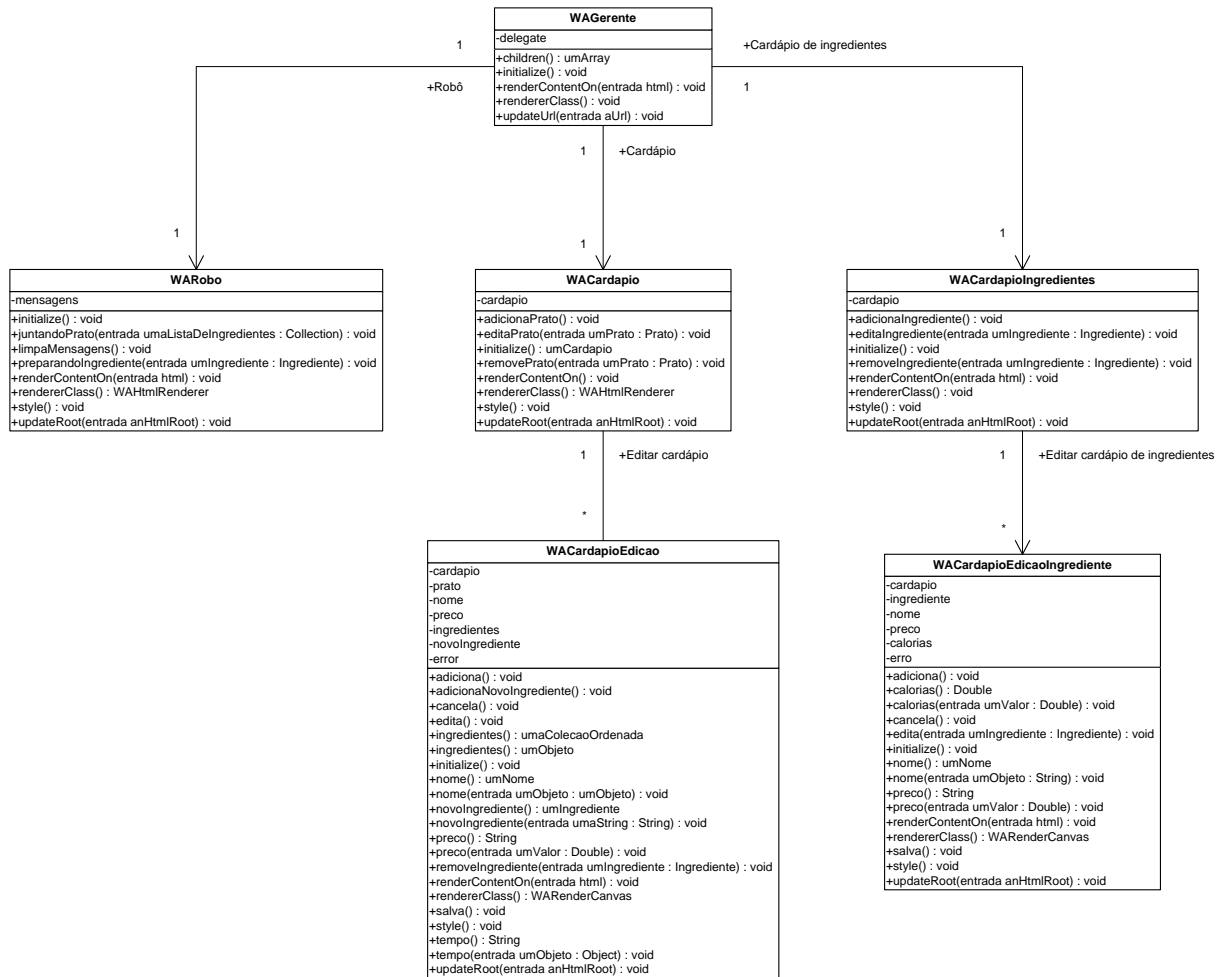 WAGerente
-delegate
+children() : umArray
+initialize() : void
+renderContentOn(entrada html) : void
+rendererClass() : void
+updateUrl(entrada aUrl) : void
1
+Robô
1
+Cardápio de ingredientes
1
1
1
+Cardápio
1
WARobo
-mensagens
+initialize() : void
+juntandoPrato(entrada umaListaDeIngredientes : Collection) : void
+limpaMensagens() : void
+preparandoIngrediente(entrada umIngrediente : Ingrediente) : void
+renderContentOn(entrada html) : void
+rendererClass() : WAHtmlRenderer
+style() : void
+updateRoot(entrada anHtmlRoot) : void
WACardapio
-cardapio
+adicionaPrato() : void
+editaPrato(entrada umPrato : Prato) : void
+initialize() : umCardapio
+removePrato(entrada umPrato : Prato) : void
+renderContentOn() : void
+rendererClass() : WAHtmlRenderer
+style() : void
+updateRoot(entrada anHtmlRoot) : void
WACardapioIngredientes
-cardapio
+adicionaIngrediente() : void
+editaIngrediente(entrada umIngrediente : Ingrediente) : void
+initialize() : void
+removeIngrediente(entrada umIngrediente : Ingrediente) : void
+renderContentOn(entrada html) : void
+rendererClass() : void
+style() : void
+updateRoot(entrada anHtmlRoot) : void
1
+Editar cardápio
*
1
+Editar cardápio de ingredientes
*
WACardapioEdicao
-cardapio
-prato
-nome
-preco
-ingredientes
-novoIngrediente
-error
+adiciona() : void
+adicionaNovoIngrediente() : void
+cancela() : void
+edita() : void
+ingredientes() : umaColecaoOrdenada
+ingredientes() : umObjeto
+initialize() : void
+nome() : umNome
+nome(entrada umObjeto : umObjeto) : void
+novoIngrediente() : umIngrediente
+novoIngrediente(entrada umaString : String) : void
+preco() : String
+preco(entrada umValor : Double) : void
+removeIngrediente(entrada umIngrediente : Ingrediente) : void
+renderContentOn(entrada html) : void
+rendererClass() : WARenderCanvas
+salva() : void
+style() : void
+tempo() : String
+tempo(entrada umObjeto : Object) : void
+updateRoot(entrada anHtmlRoot) : void
WACardapioEdicaoIngrediente
-cardapio
-ingrediente
-nome
-preco
-calorias
-erro
+adiciona() : void
+calorias() : Double
+calorias(entrada umValor : Double) : void
+cancela() : void
+edita(entrada umIngrediente : Ingrediente) : void
+initialize() : void
+nome() : umNome
+nome(entrada umObjeto : String) : void
+preco() : String
+preco(entrada umValor : Double) : void
+renderContentOn(entrada html) : void
+rendererClass() : WARenderCanvas
+salva() : void
+style() : void
+updateRoot(entrada anHtmlRoot) : void